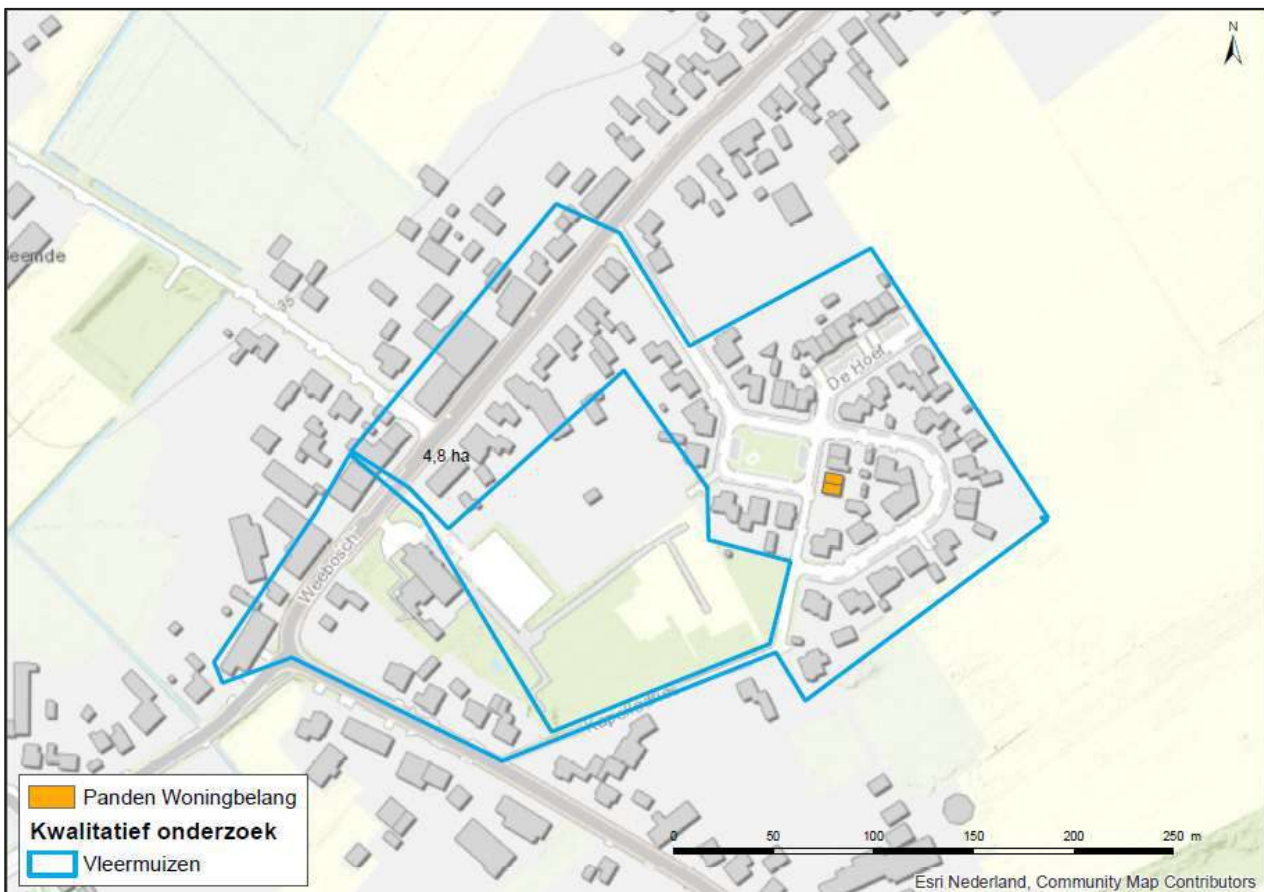 N
eemde
35
De Hoef
4,8 ha
Weebosch
Panden Woningbelang
Kwalitatief onderzoek
Vleermuizen
0 50 100 150 200 250 m
Esri Nederland, Community Map Contributors